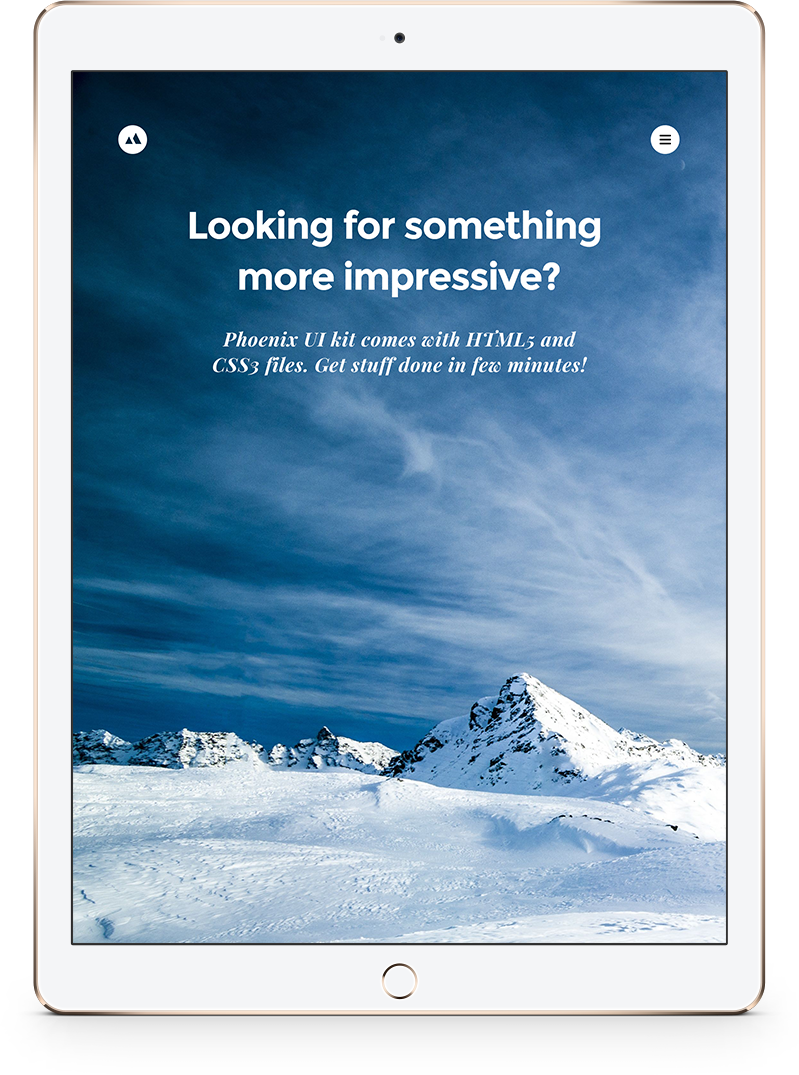 Looking for something
more impressive?
Phoenix UI kit comes with HTML5 and
CSS3 files. Get stuff done in few minutes!